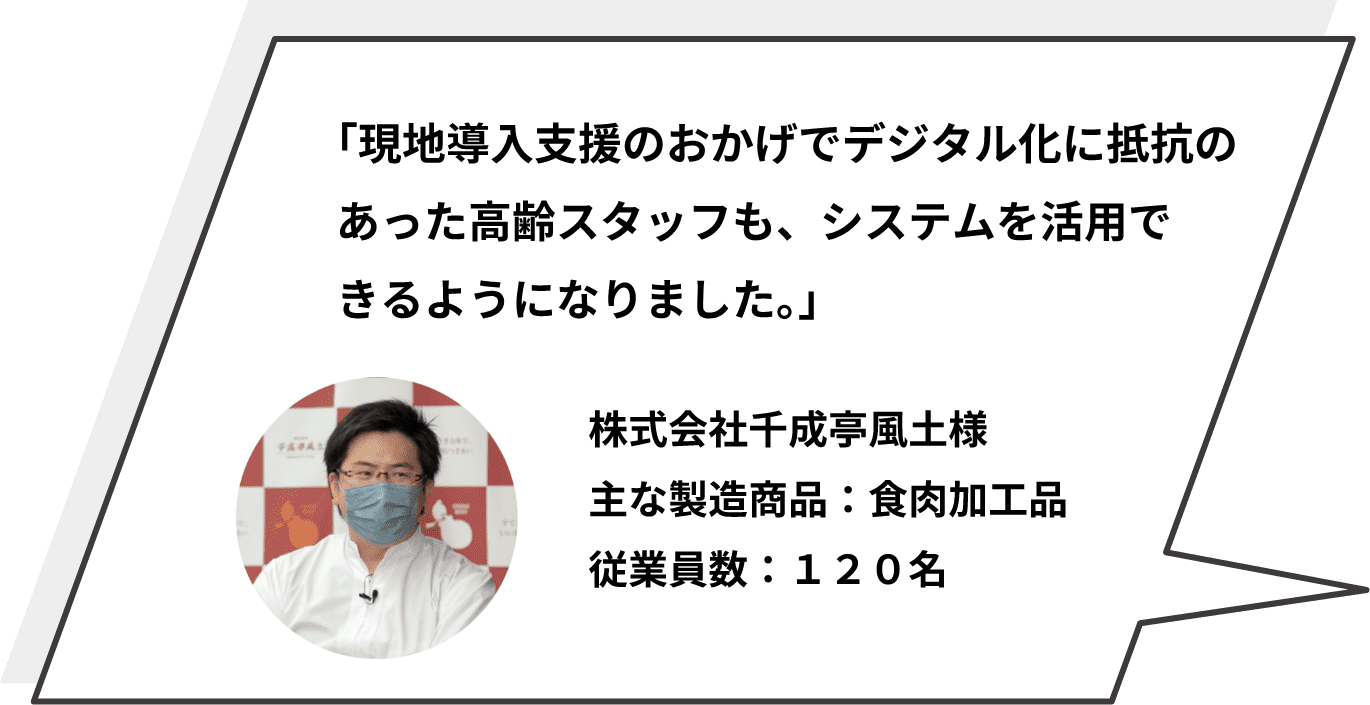 「現地導入支援のおかげでデジタル化に抵抗の
あった高齢スタッフも、システムを活用で
きるようになりました。」
株式会社千成亭風土様
主な製造商品：食肉加工品
従業員数：１２０名